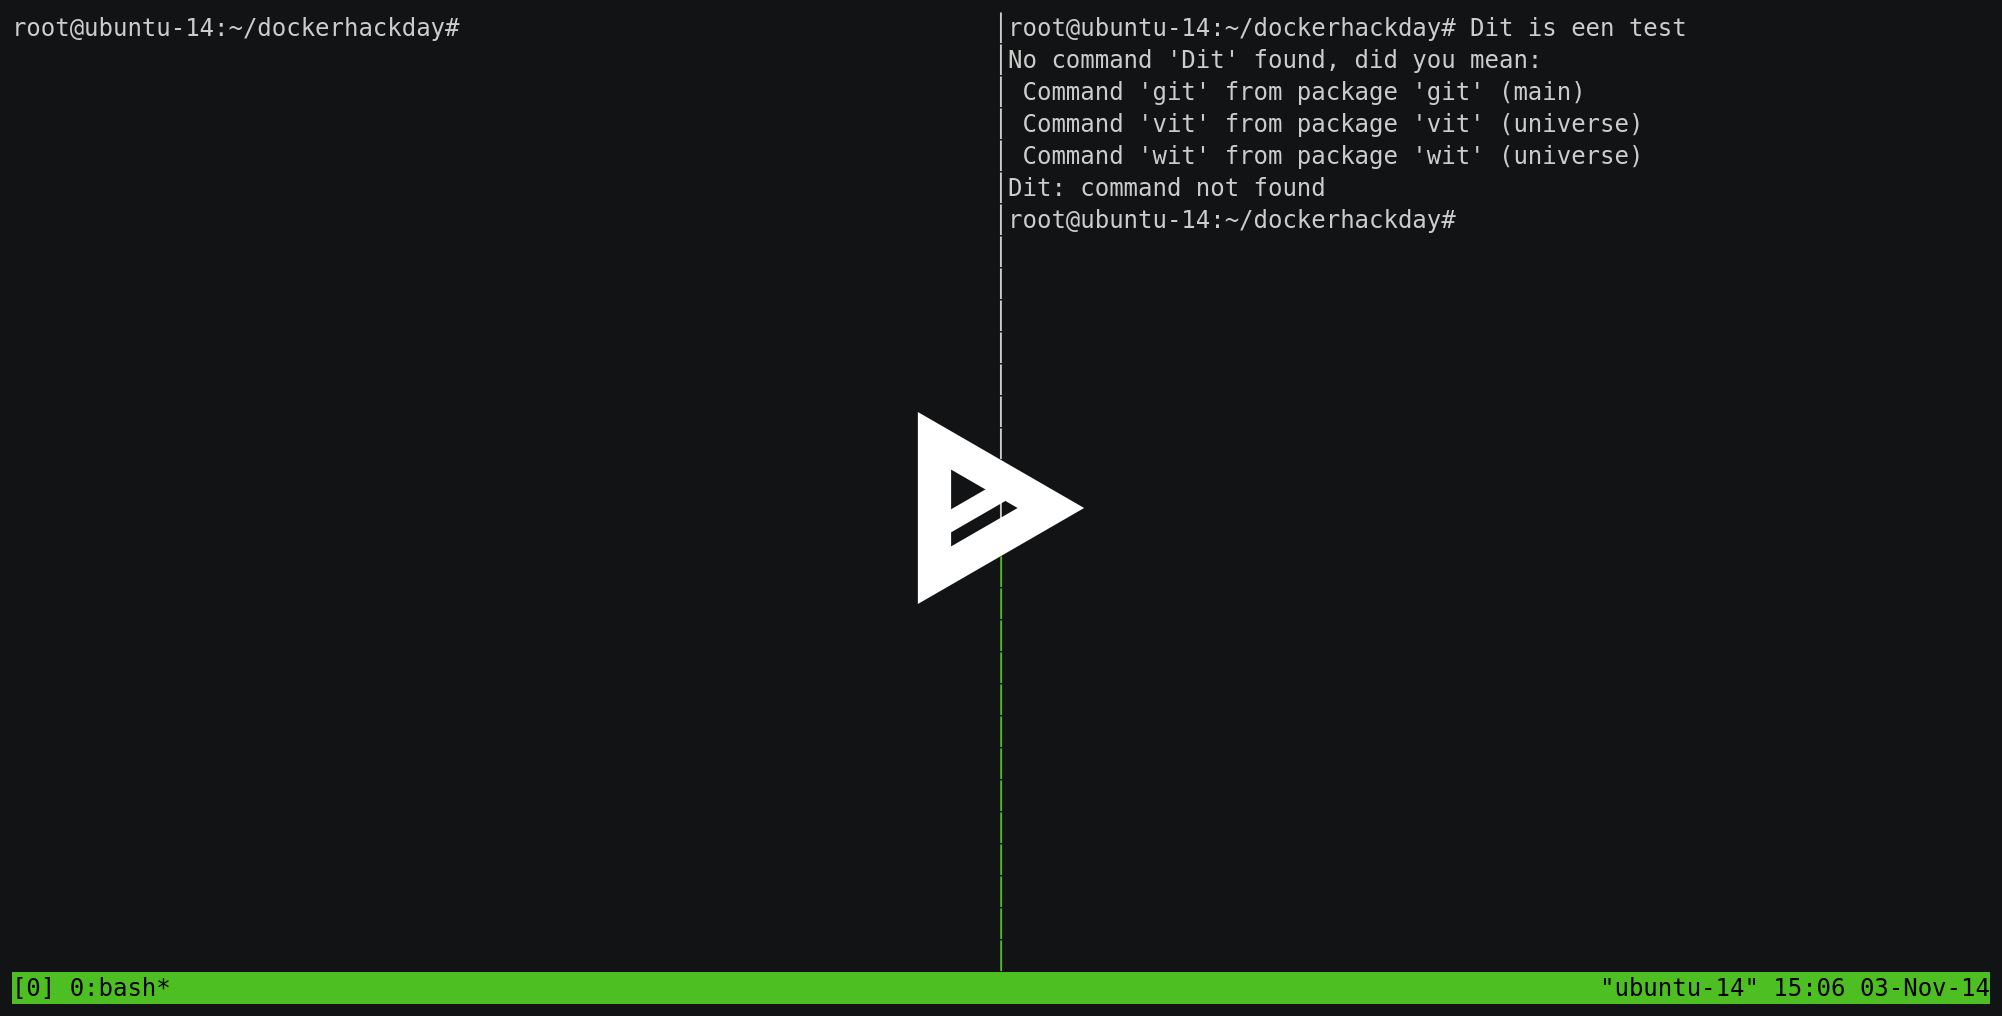 root@ubuntu-14:~/dockerhackday#
root@ubuntu-14:~/dockerhackday# Dit is een test
No command 'Dit' found, did you mean:
 Command 'git' from package 'git' (main)
 Command 'vit' from package 'vit' (universe)
 Command 'wit' from package 'wit' (universe)
Dit: command not found
root@ubuntu-14:~/dockerhackday#
[0] 0:bash* "ubuntu-14" 15:06 03-Nov-14